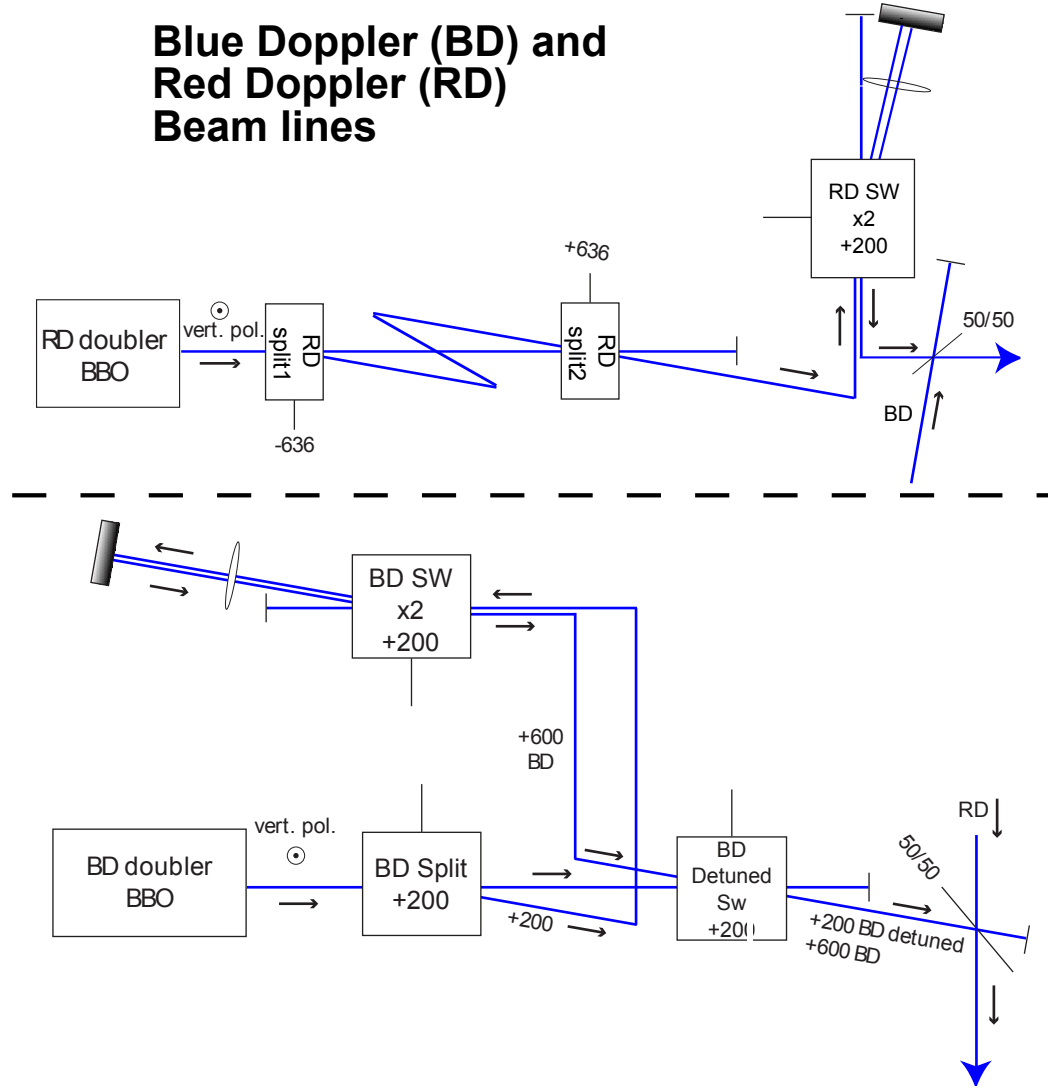 Blue Doppler (BD) and
Red Doppler (RD)
Beam lines
RD SW
x2
+200
+636
RD doubler
BBO
vert. pol.
RD
split1
-636
RD
split2
50/50
BD
BD SW
x2
+200
+600
BD
vert. pol.
BD doubler
BBO
BD Split
+200
+200
BD
Detuned
Sw
+200
RD
50/50
+200 BD detuned
+600 BD